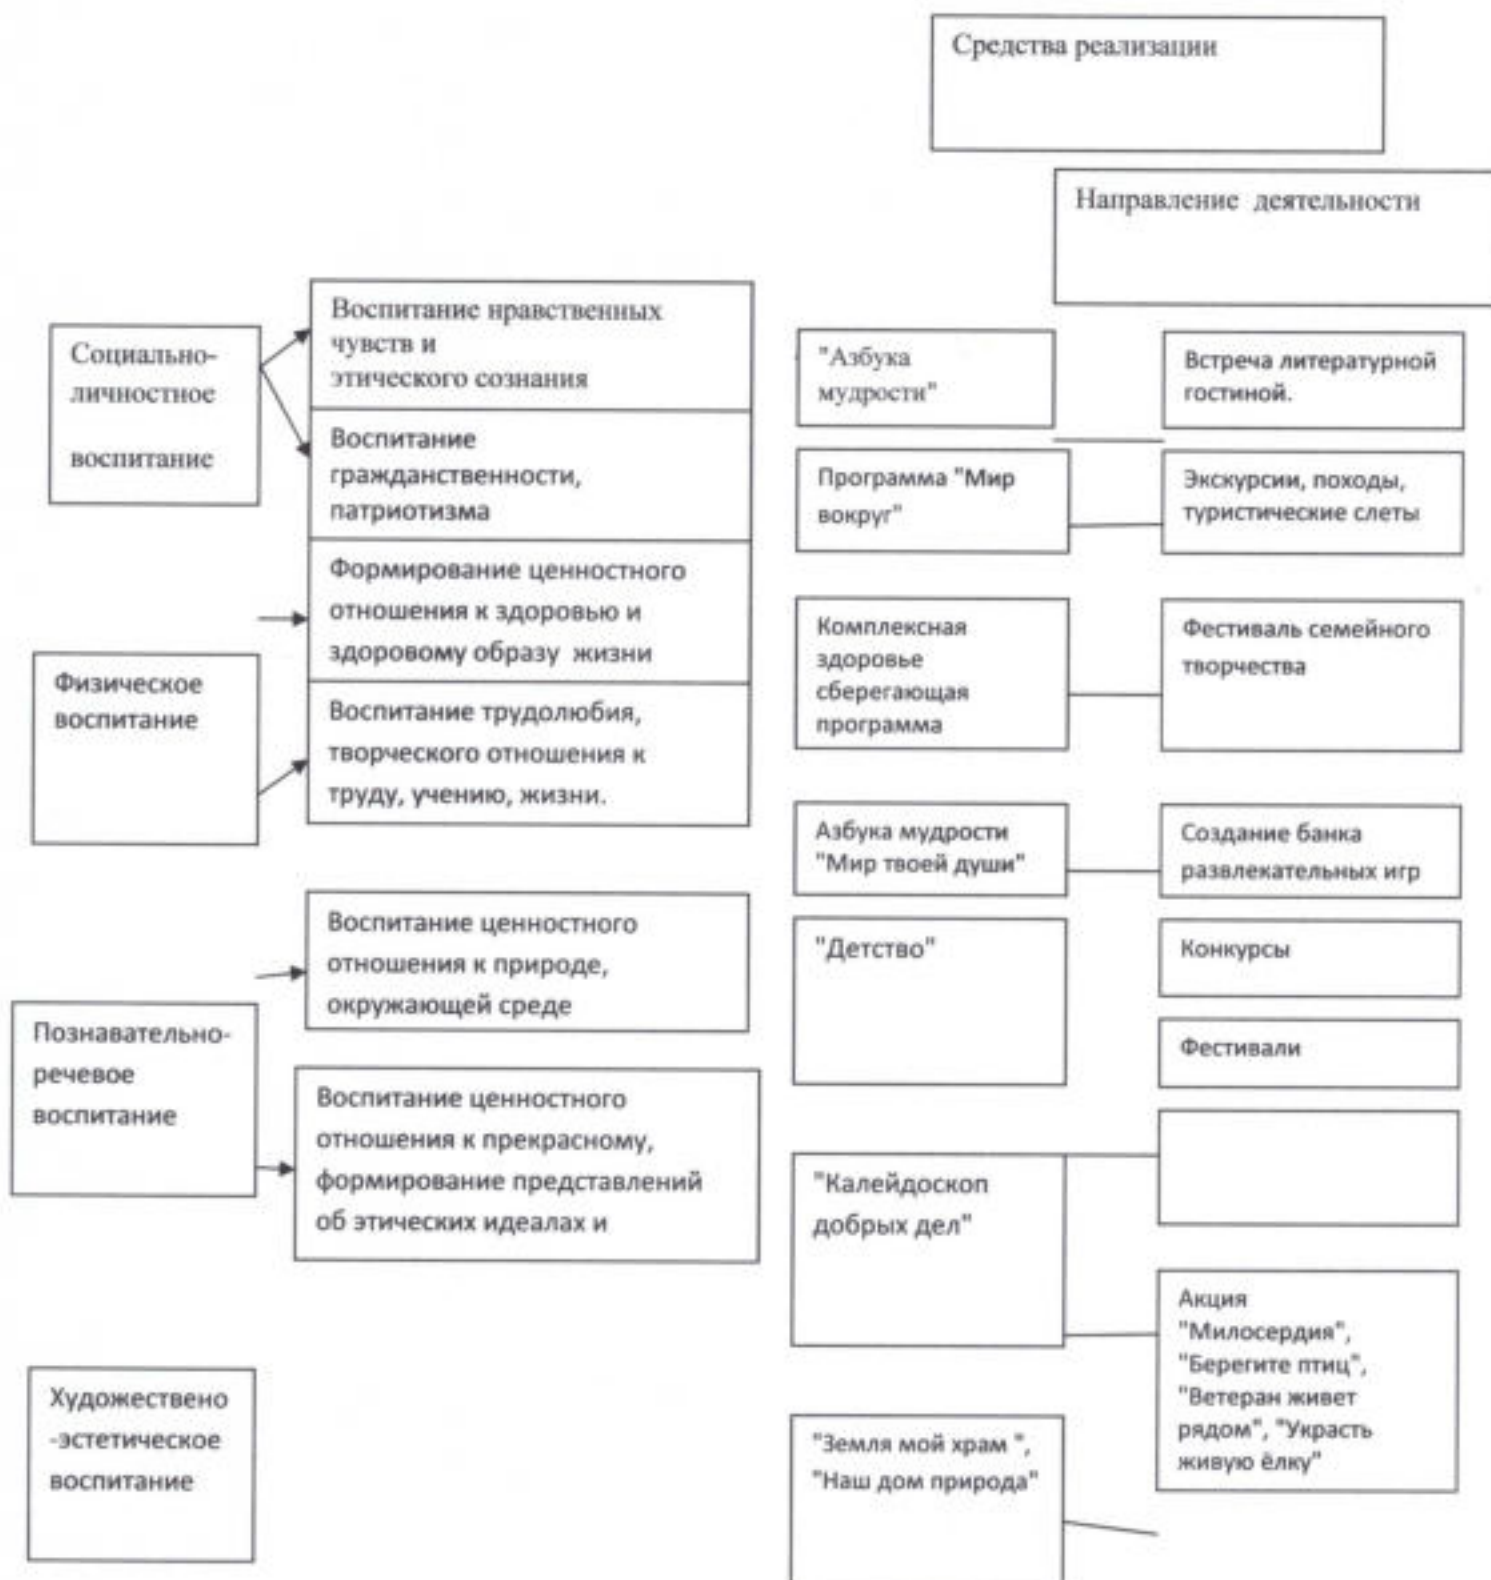 Средства реализации
Направление деятельности
Социально-
личностное
воспитание
Воспитание нравственных
чувств и
этического сознания
Воспитание
гражданственности,
патриотизма
Формирование ценностного
отношения к здоровью и
здоровому образу жизни
Физическое
воспитание
Воспитание трудолюбия,
творческого отношения к
труду, учению, жизни.
Воспитание ценностного
отношения к природе,
окружающей среде
Познавательно-
речевое
воспитание
Воспитание ценностного
отношения к прекрасному,
формирование представлений
об этических идеалах и
Художествено
-эстетическое
воспитание
"Азбука
мудрости"
Встреча литературной
гостиной.
Программа "Мир
вокруг"
Экскурсии, походы,
туристические слеты
Комплексная
здоровье
сберегающая
программа
Фестиваль семейного
творчества
Азбука мудрости
"Мир твоей души"
Создание банка
развлекательных игр
"Детство"
Конкурсы
Фестивали
"Калейдоскоп
добрых дел"
Акция
"Милосердия",
"Берегите птиц",
"Ветеран живет
рядом", "Украсть
живую ёлку"
"Земля мой храм ",
"Наш дом природа"